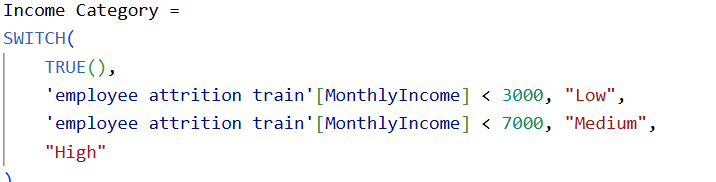 Income Category =
SWITCH(
    TRUE(),
    'employee attrition train'[MonthlyIncome] < 3000, "Low",
    'employee attrition train'[MonthlyIncome] < 7000, "Medium",
    "High"
)